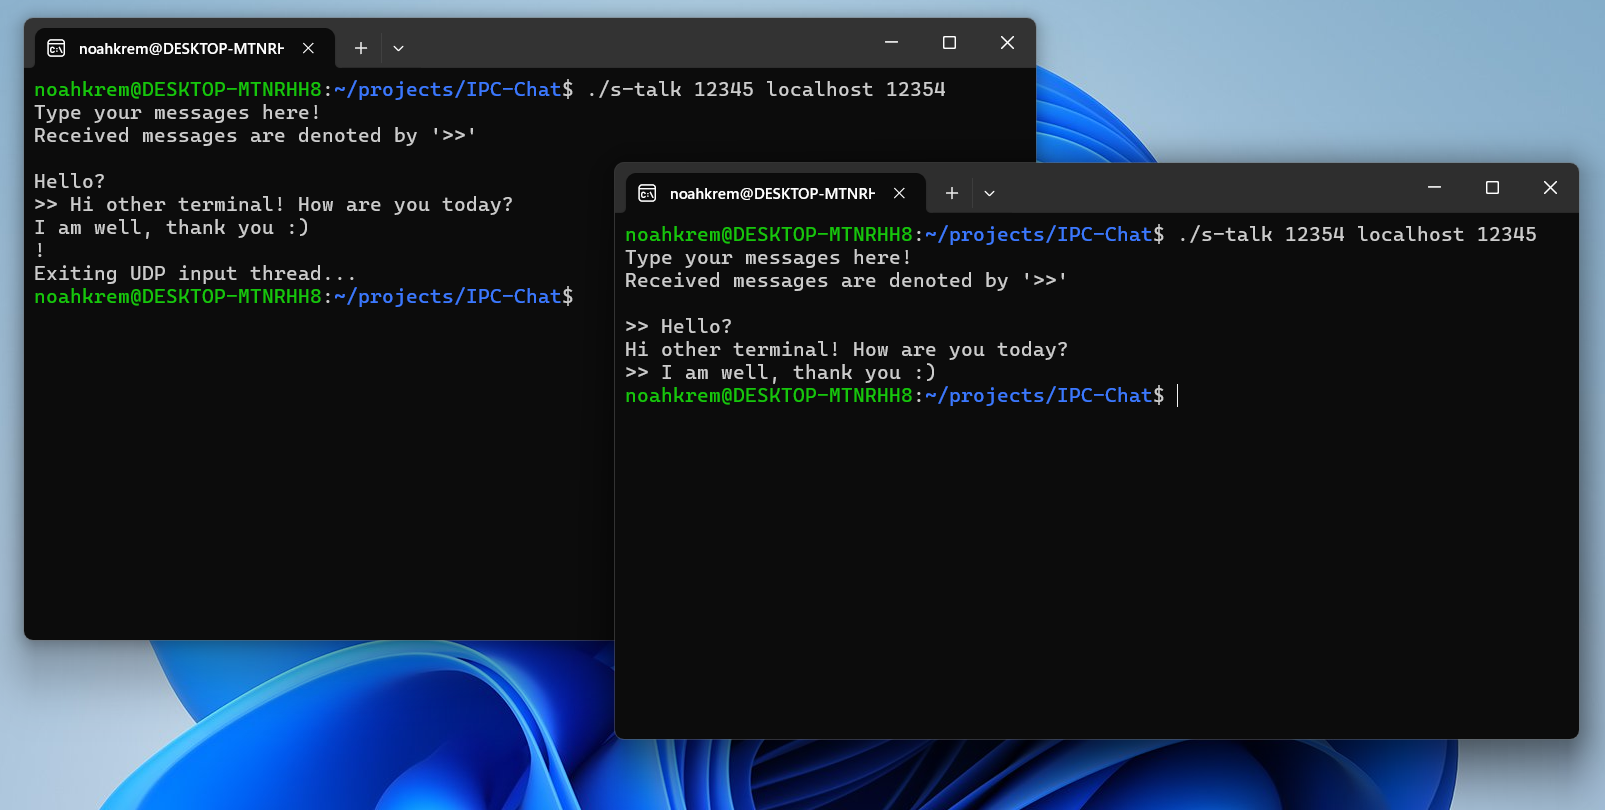 noahkrem@DESKTOP-MTNRH
noahkrem@DESKTOP-MTNRHH8:~/projects/IPC-Chat$ ./s-talk 12345 localhost 12354
Type your messages here!
Received messages are denoted by '>>'
Hello?
>> Hi other terminal! How are you today?
I am well, thank you :)
!
Exiting UDP input thread...
noahkrem@DESKTOP-MTNRHH8:~/projects/IPC-Chat$
noahkrem@DESKTOP-MTNRH
noahkrem@DESKTOP-MTNRHH8:~/projects/IPC-Chat$ ./s-talk 12354 localhost 12345
Type your messages here!
Received messages are denoted by '>>'
>> Hello?
Hi other terminal! How are you today?
>> I am well, thank you :)
noahkrem@DESKTOP-MTNRHH8:~/projects/IPC-Chat$